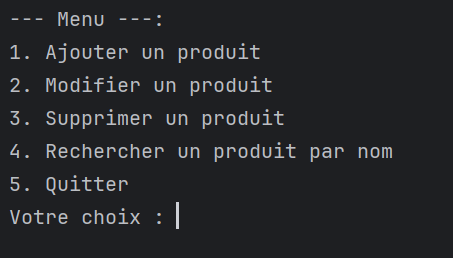 --- Menu ---:
1. Ajouter un produit
2. Modifier un produit
3. Supprimer un produit
4. Rechercher un produit par nom
5. Quitter
Votre choix :